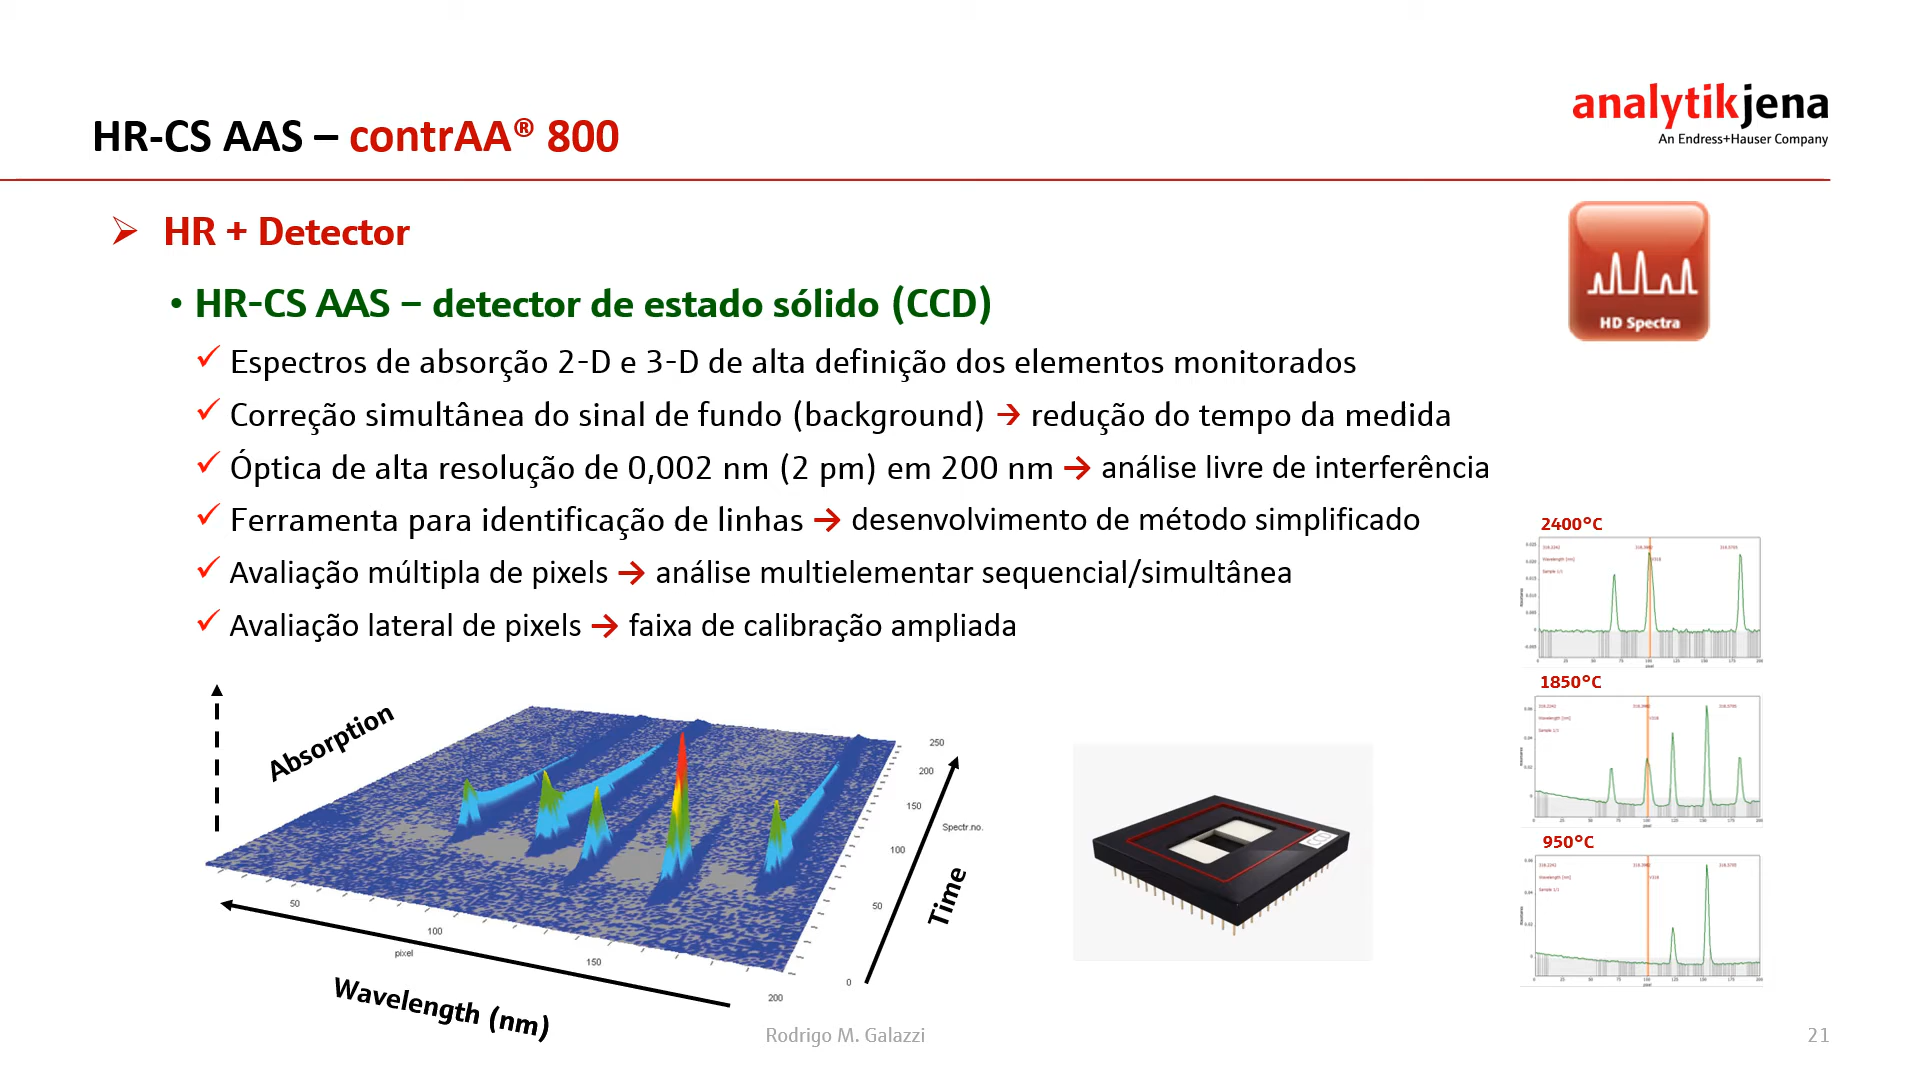 analytikjena
An Endress+Hauser Company
HR-CS AAS – contrAA® 800
HR + Detector
HD Spectra
• HR-CS AAS – detector de estado sólido (CCD)
Espectros de absorção 2-D e 3-D de alta definição dos elementos monitorados
Correção simultânea do sinal de fundo (background) → redução do tempo da medida
Óptica de alta resolução de 0,002 nm (2 pm) em 200 nm → análise livre de interferência
Ferramenta para identificação de linhas → desenvolvimento de método simplificado
Avaliação múltipla de pixels → análise multielementar sequencial/simultânea
Avaliação lateral de pixels → faixa de calibração ampliada
2400°C
1850°C
950°C
Absorption
250
200
150
Spectr.no.
100
50
0
Time
50
100
pixel
150
200
Wavelength (nm)
CCD
Rodrigo M. Galazzi
21